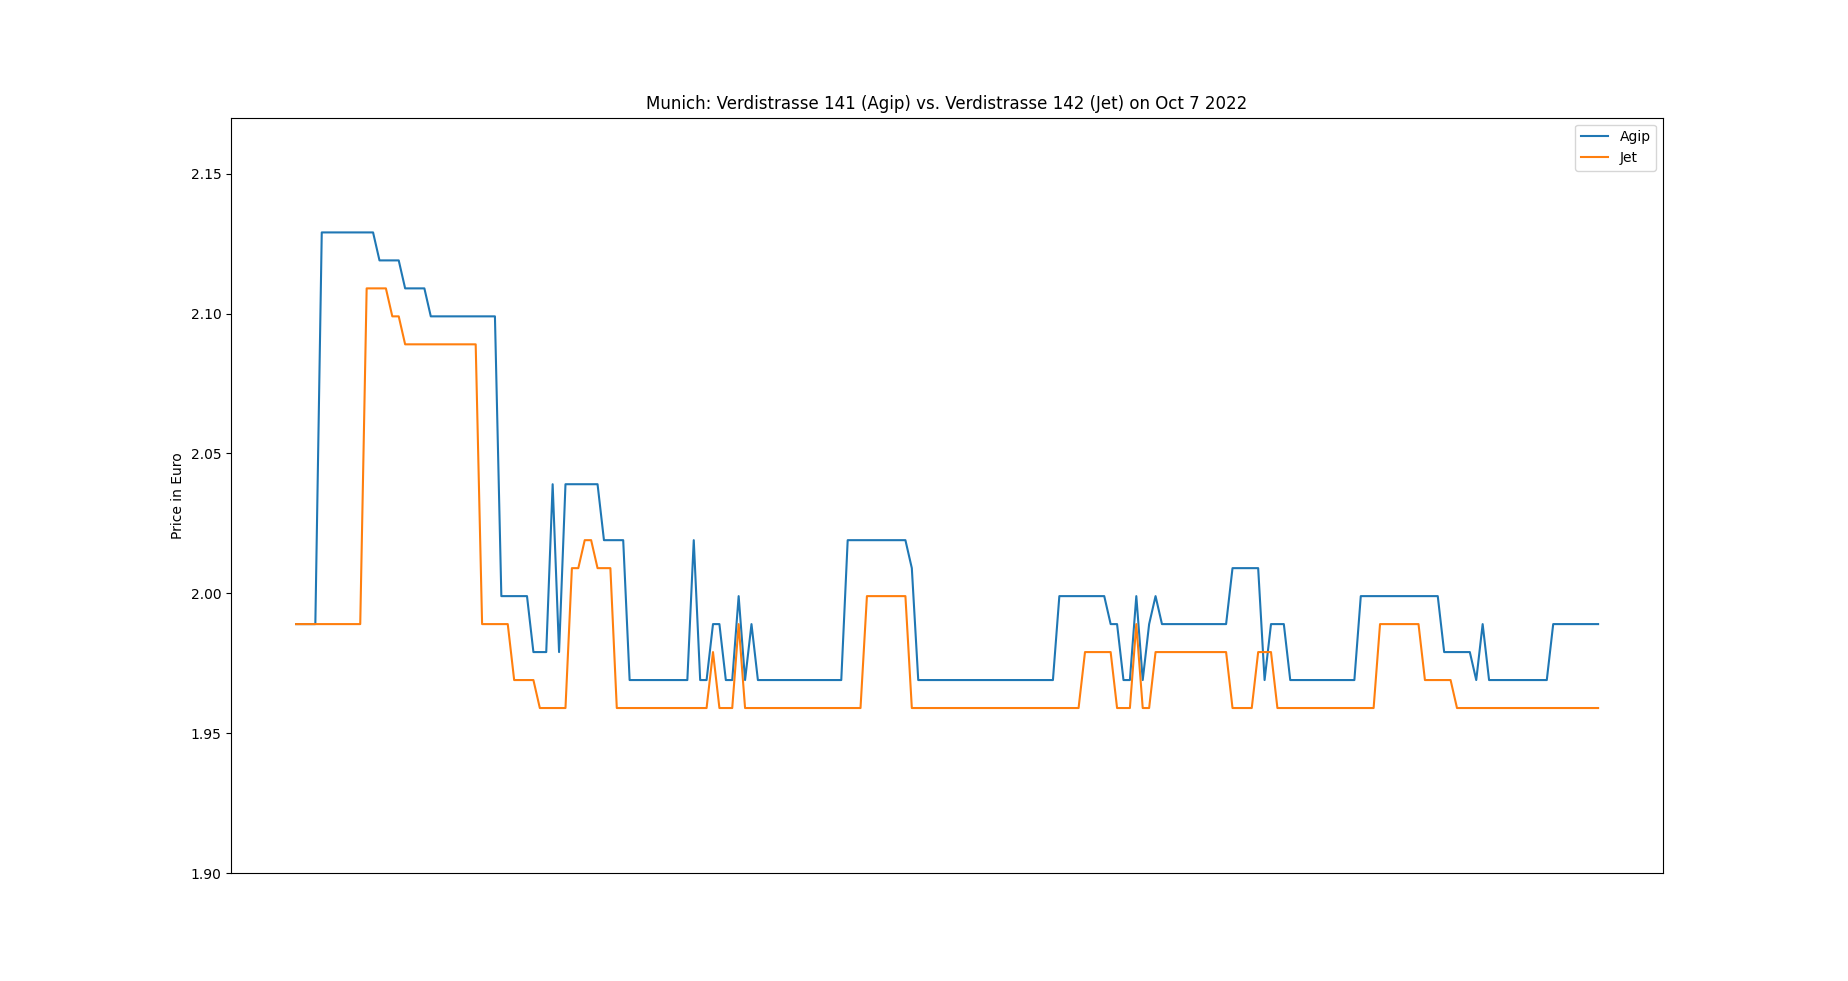 Munich: Verdistrasse 141 (Agip) vs. Verdistrasse 142 (Jet) on Oct 7 2022
Agip
Jet
2.15
2.10
2.05
2.00
1.95
1.90
Price in Euro